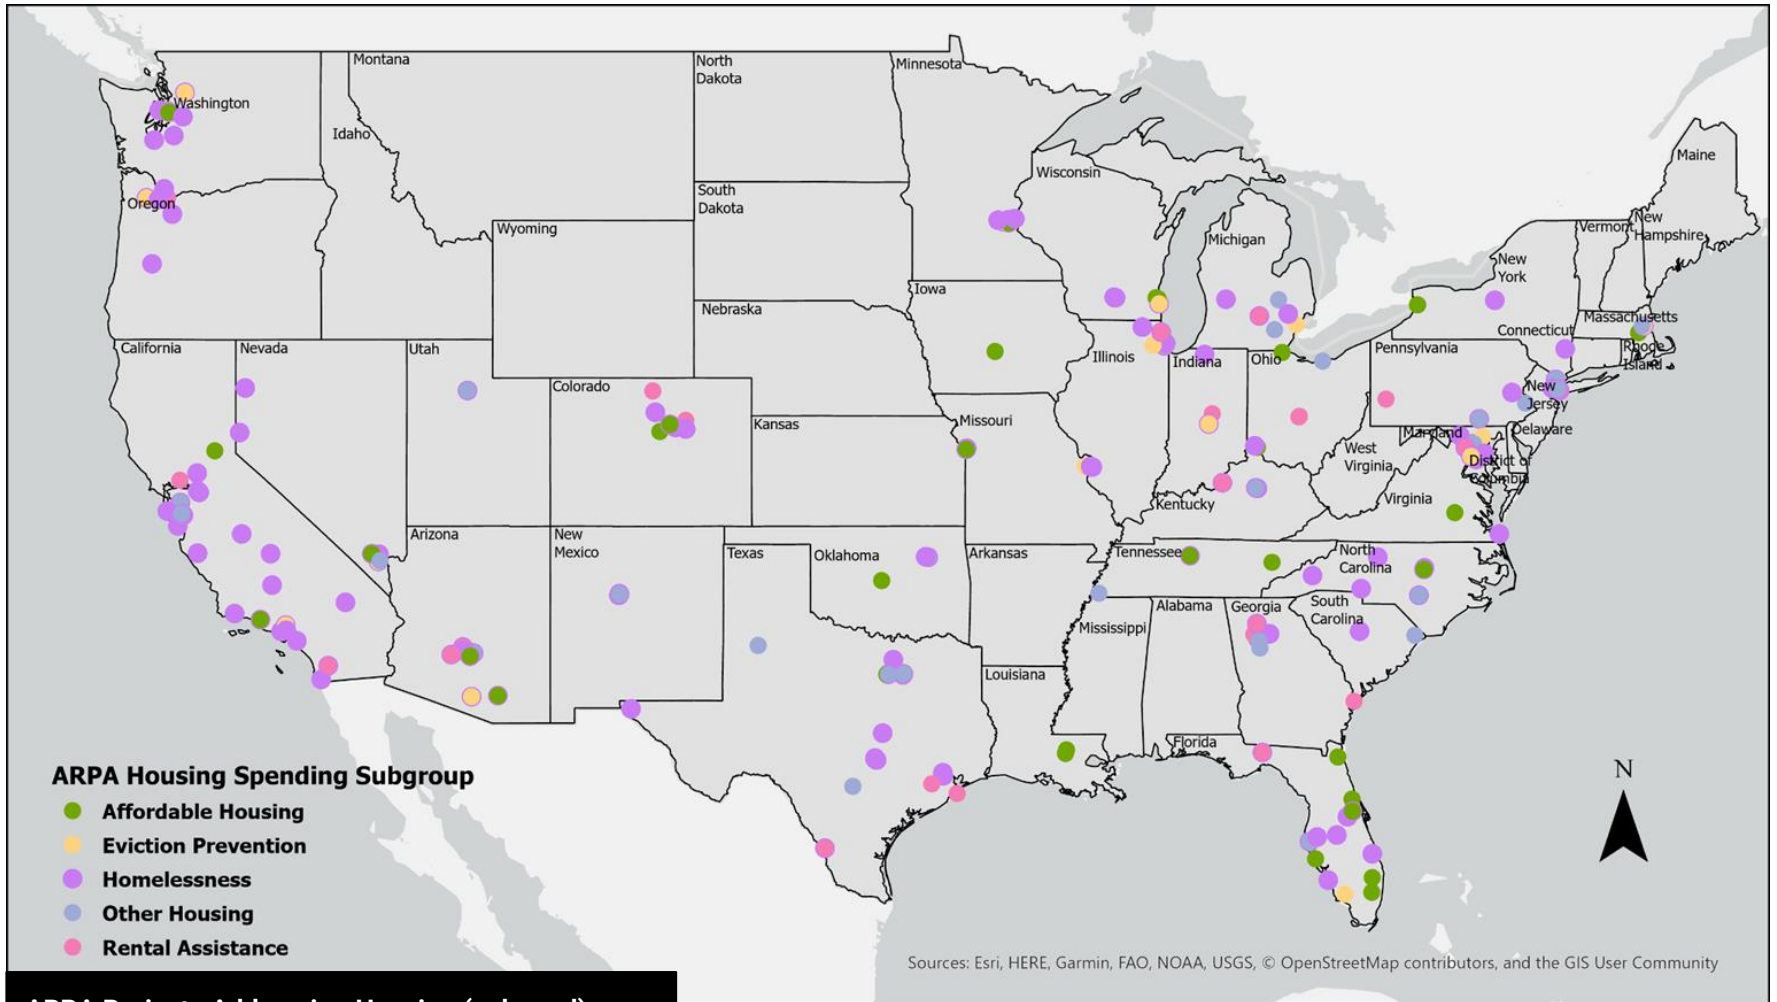 Montana
North
Dakota
Minnesota
Washington
Idaho
Maine
Wisconsin
South
Dakota
Oregon
Wyoming
Michigan
Vermont
New
Hampshire
New
York
Iowa
Nebraska
Massachusetts
Connecticut
Rhode
Island
California
Nevada
Utah
Illinois
Indiana
Ohio
Pennsylvania
Colorado
New
Jersey
Kansas
Missouri
Maryland
Delaware
West
Virginia
District of
Columbia
Kentucky
Virginia
Arizona
New
Mexico
Texas
Oklahoma
Arkansas
Tennessee
North
Carolina
Mississippi
Alabama
Georgia
South
Carolina
Louisiana
Florida
N
ARPA Housing Spending Subgroup
Affordable Housing
Eviction Prevention
Homelessness
Other Housing
Rental Assistance
Sources: Esri, HERE, Garmin, FAO, NOAA, USGS, © OpenStreetMap contributors, and the GIS User Community